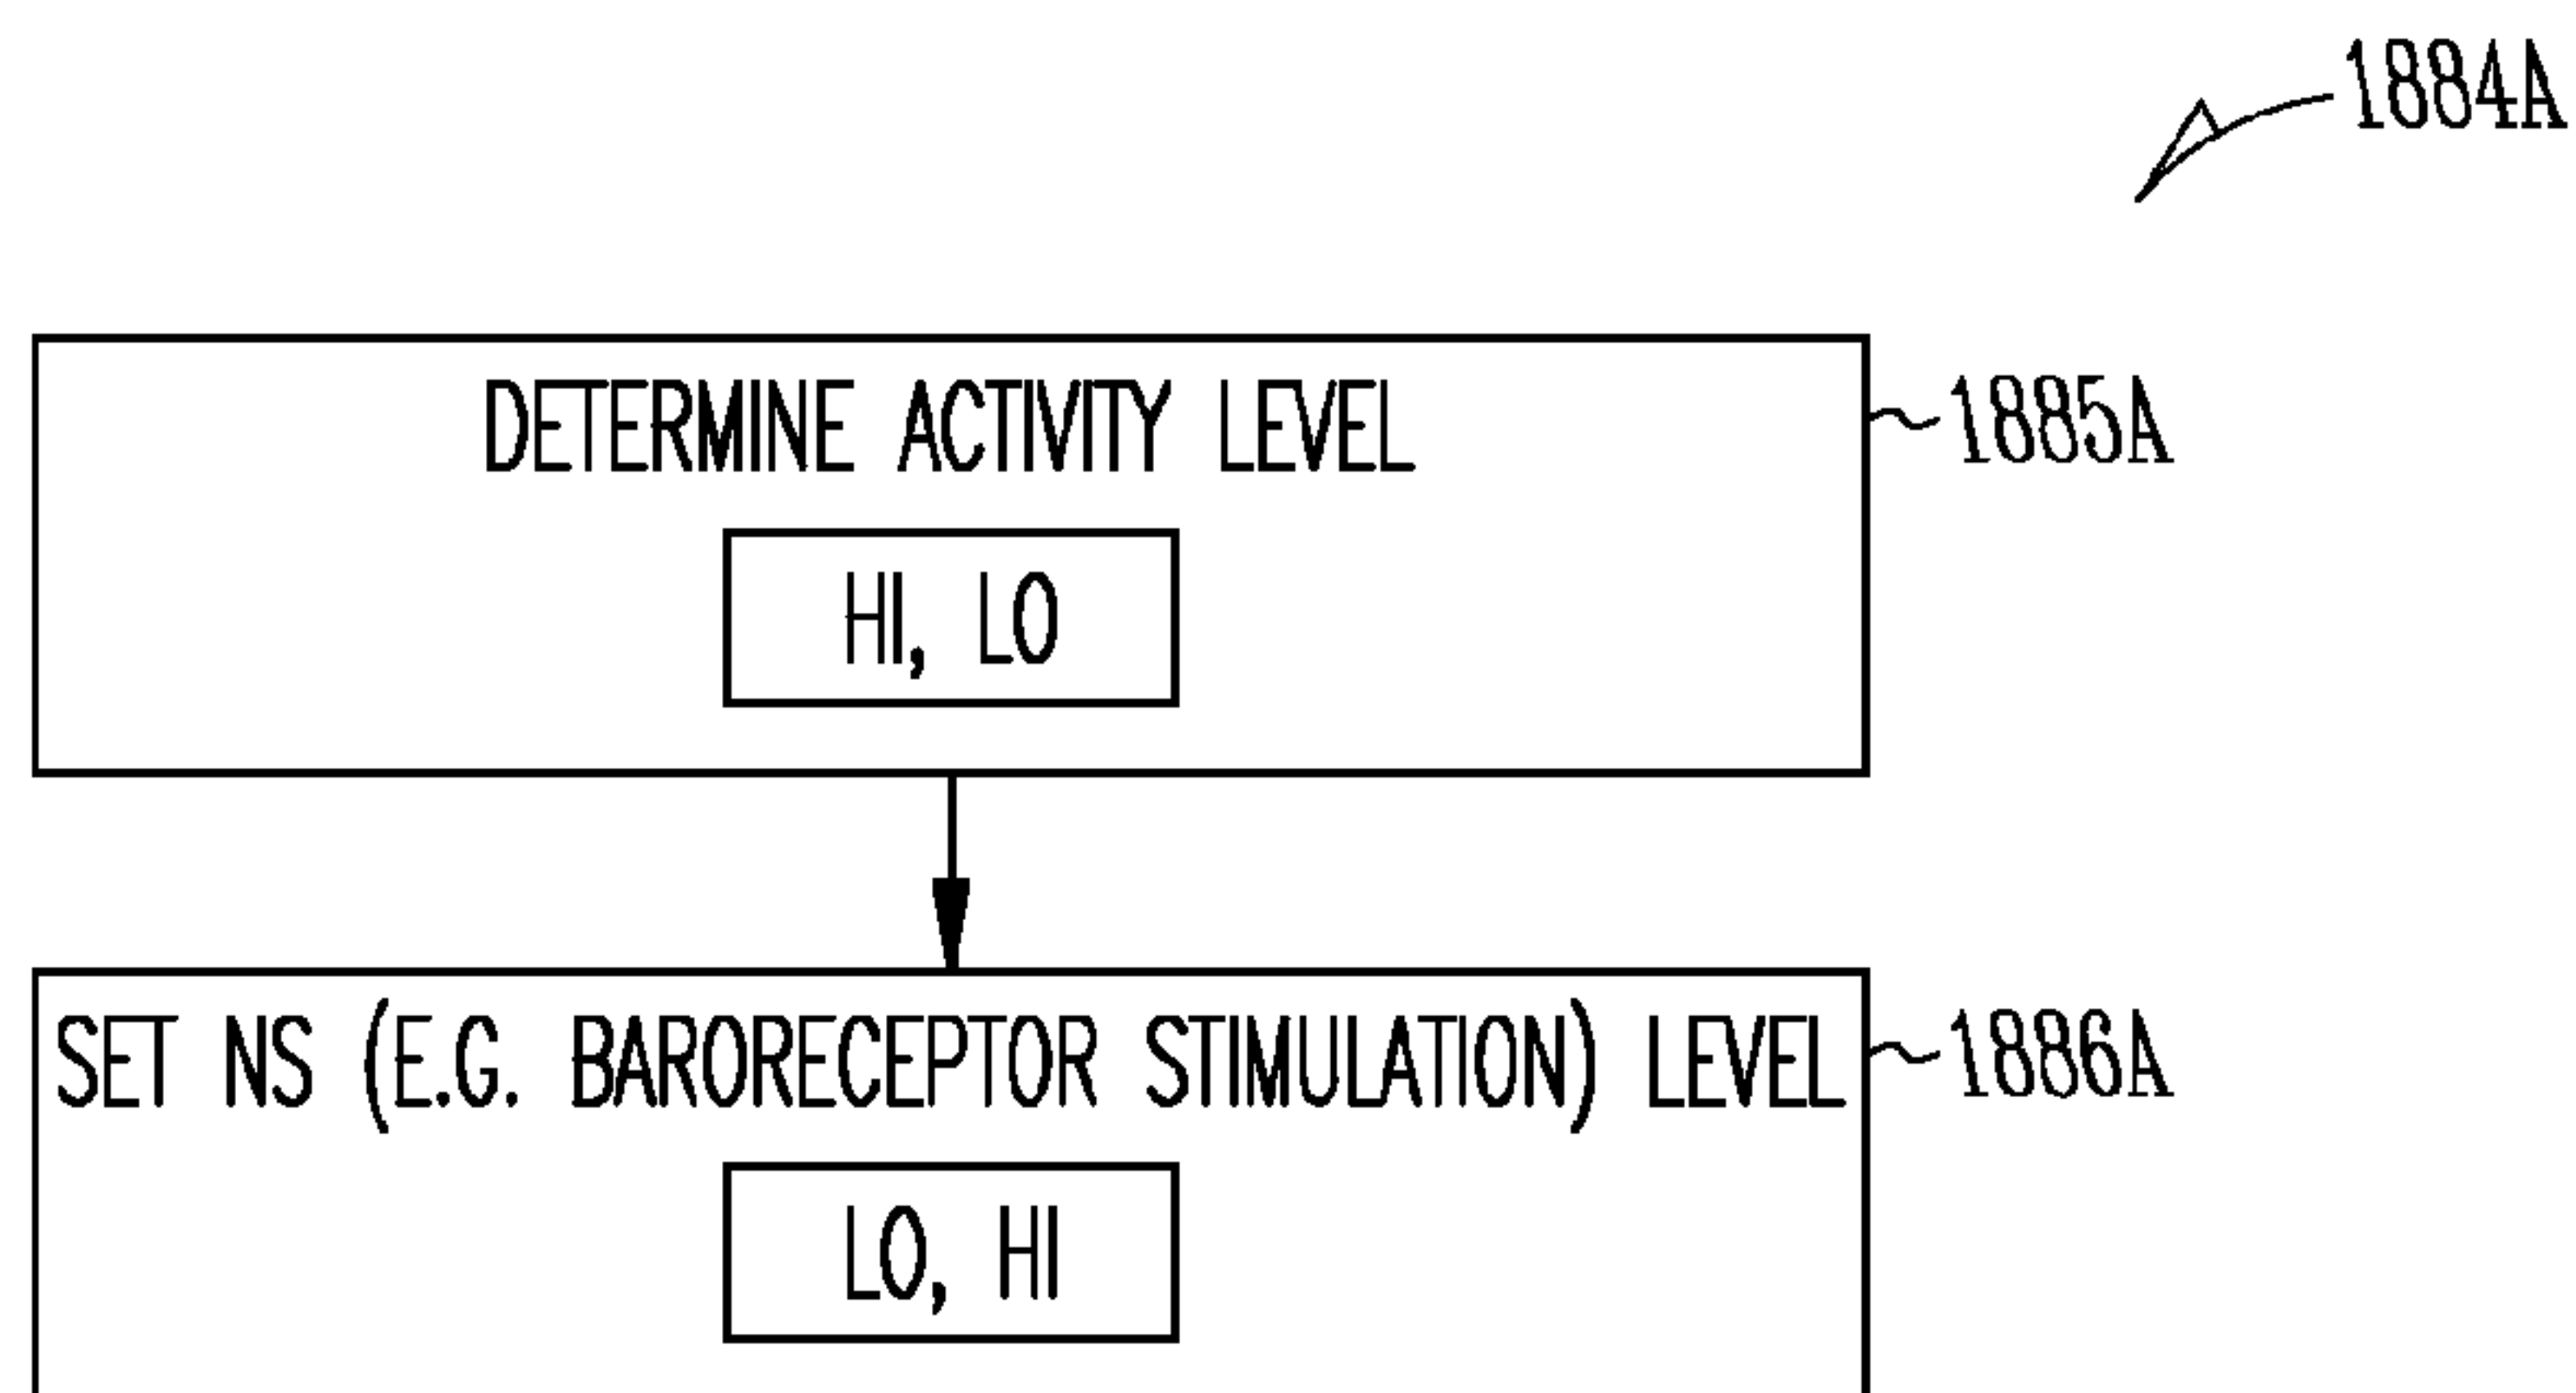 1884A
DETERMINE ACTIVITY LEVEL
1885A
HI, LO
SET NS (E.G. BARORECEPTOR STIMULATION) LEVEL
1886A
LO, HI